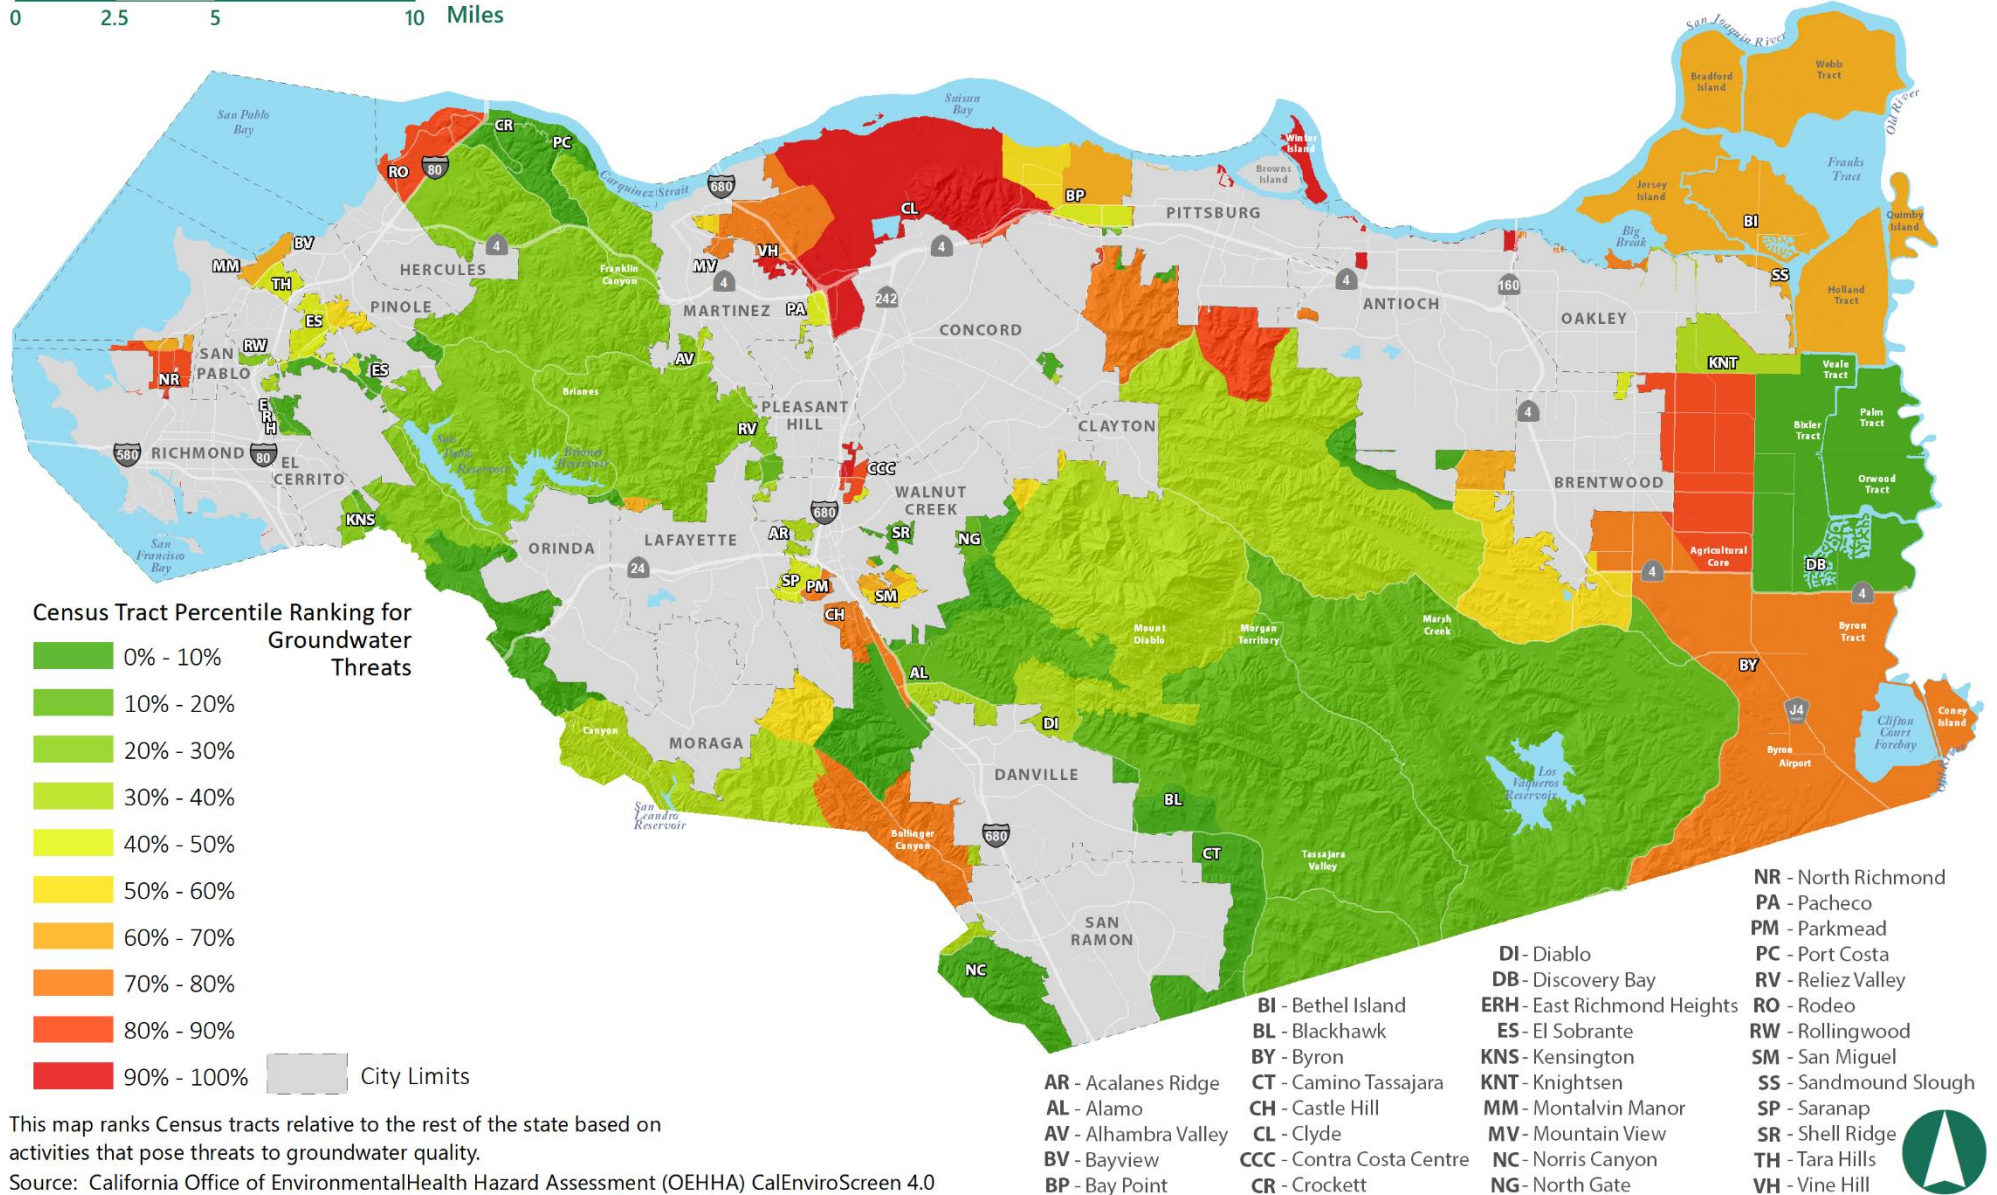 0 2.5 5 10 Miles
San Joaquin River
Bradford
Island
Webb
Tract
Old River
San Pablo
Bay
Suisun
Bay
CR
PC
RO
80
Carquinez Strait
680
Winter
Island
Browns
Island
Franks
Tract
Jersey
Island
BP
CL
PITTSBURG
BI
Quimby
Island
Big
Break
BV
MM
TH
4
HERCULES
Franklin
Canyon
VH
MV
4
4
242
4
ANTIOCH
160
SS
Holland
Tract
PINOLE
ES
MARTINEZ
PA
CONCORD
OAKLEY
RW
SAN
PABLO
NR
ES
AV
KNT
Veale
Tract
Briones
E
R
H
PLEASANT
HILL
RV
CLAYTON
4
Palm
Tract
Bixler
Tract
580
RICHMOND
80
EL
CERRITO
San
Pablo
Reservoir
Briones
Reservoir
CCC
WALNUT
CREEK
BRENTWOOD
Orwood
Tract
KNS
680
San
Francisco
Bay
ORINDA
LAFAYETTE
AR
SR
NG
24
SP
PM
SM
CH
Agricultural
Core
4
DB
4
Mount
Diablo
Morgan
Territory
Marsh
Creek
Byron
Tract
BY
AL
DI
J4
Coney
Island
Clifton
Court
Forebay
Old River
Canyon
MORAGA
Byron
Airport
DANVILLE
BL
Los
Vaqueros
Reservoir
San
Leandro
Reservoir
Bollinger
Canyon
680
CT
Tassajara
Valley
SAN
RAMON
NC
Census Tract Percentile Ranking for
Groundwater
Threats
0% - 10%
10% - 20%
20% - 30%
30% - 40%
40% - 50%
50% - 60%
60% - 70%
70% - 80%
80% - 90%
90% - 100%
City Limits
This map ranks Census tracts relative to the rest of the state based on
activities that pose threats to groundwater quality.
Source: California Office of EnvironmentalHealth Hazard Assessment (OEHHA) CalEnviroScreen 4.0
AR - Acalanes Ridge
AL - Alamo
AV - Alhambra Valley
BV - Bayview
BP - Bay Point
BI - Bethel Island
BL - Blackhawk
BY - Byron
CT - Camino Tassajara
CH - Castle Hill
CL - Clyde
CCC - Contra Costa Centre
CR - Crockett
DI - Diablo
DB - Discovery Bay
ERH - East Richmond Heights
ES - El Sobrante
KNS - Kensington
KNT - Knightsen
MM - Montalvin Manor
MV - Mountain View
NC - Norris Canyon
NG - North Gate
NR - North Richmond
PA - Pacheco
PM - Parkmead
PC - Port Costa
RV - Reliez Valley
RO - Rodeo
RW - Rollingwood
SM - San Miguel
SS - Sandmound Slough
SP - Saranap
SR - Shell Ridge
TH - Tara Hills
VH - Vine Hill